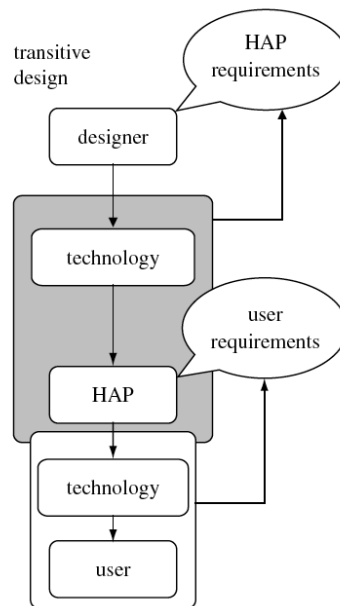 transitive
design
HAP
requirements
designer
technology
user
requirements
HAP
technology
user